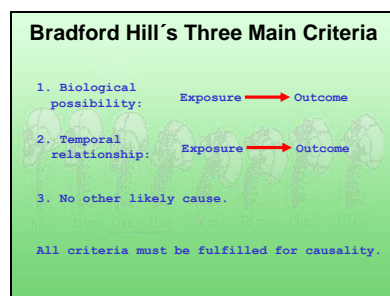 Bradford Hill´s Three Main Criteria
1. Biological
possibility: Exposure Outcome
2. Temporal
relationship: Exposure Outcome
3. No other likely cause.
All criteria must be fulfilled for causality.